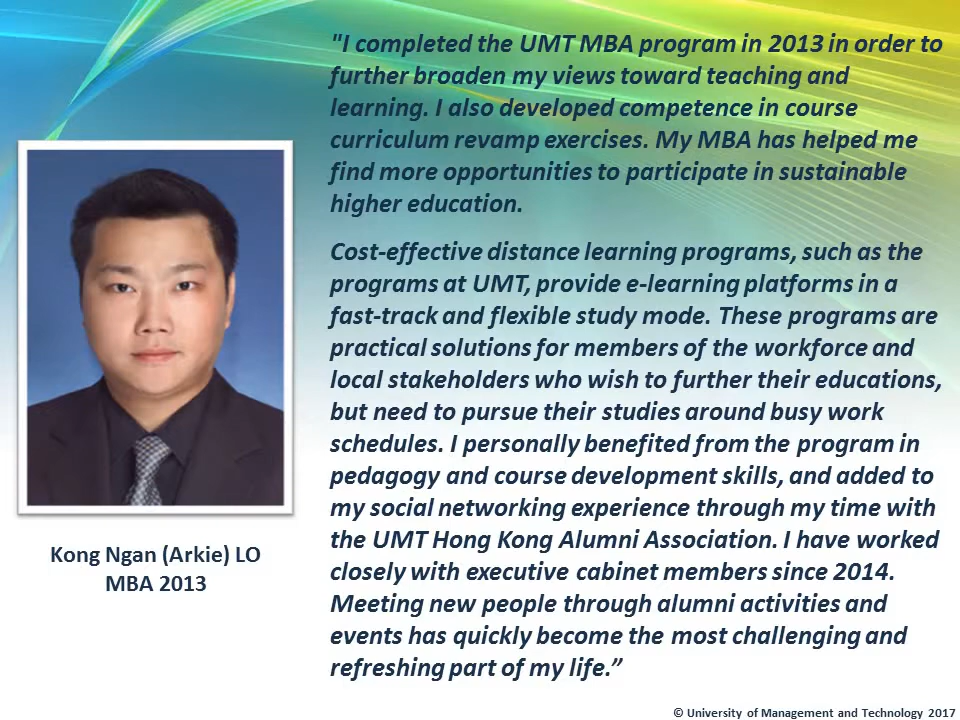 "I completed the UMT MBA program in 2013 in order to
further broaden my views toward teaching and
learning. I also developed competence in course
curriculum revamp exercises. My MBA has helped me
find more opportunities to participate in sustainable
higher education.
Cost-effective distance learning programs, such as the
programs at UMT, provide e-learning platforms in a
fast-track and flexible study mode. These programs are
practical solutions for members of the workforce and
local stakeholders who wish to further their educations,
but need to pursue their studies around busy work
schedules. I personally benefited from the program in
pedagogy and course development skills, and added to
my social networking experience through my time with
the UMT Hong Kong Alumni Association. I have worked
closely with executive cabinet members since 2014.
Meeting new people through alumni activities and
events has quickly become the most challenging and
refreshing part of my life.”
Kong Ngan (Arkie) LO
MBA 2013
© University of Management and Technology 2017